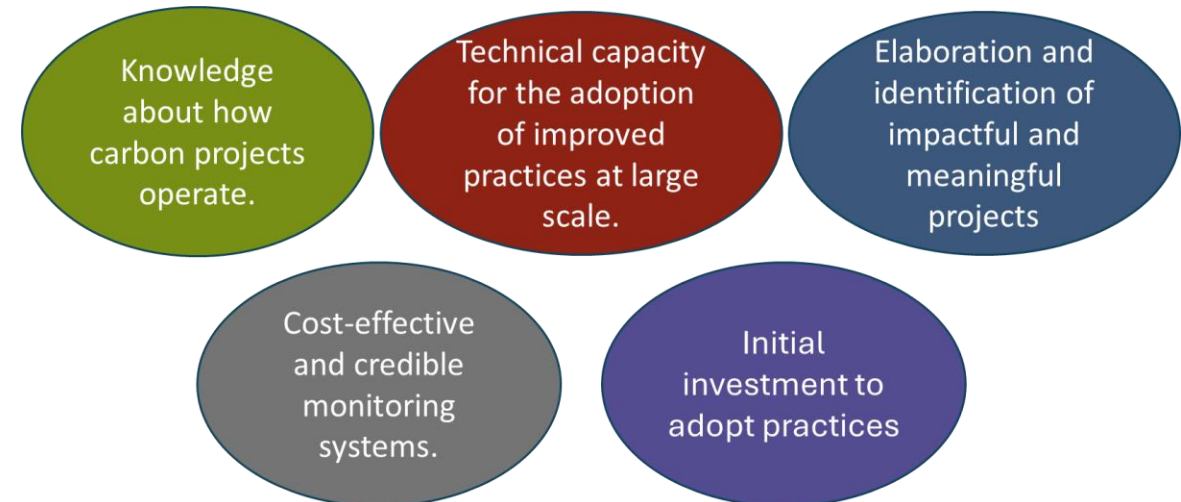 Knowledge
about how
carbon projects
operate.
Technical capacity
for the adoption
of improved
practices at large
scale.
Elaboration and
identification of
impactful and
meaningful
projects
Cost-effective
and credible
monitoring
systems.
Initial
investment to
adopt practices